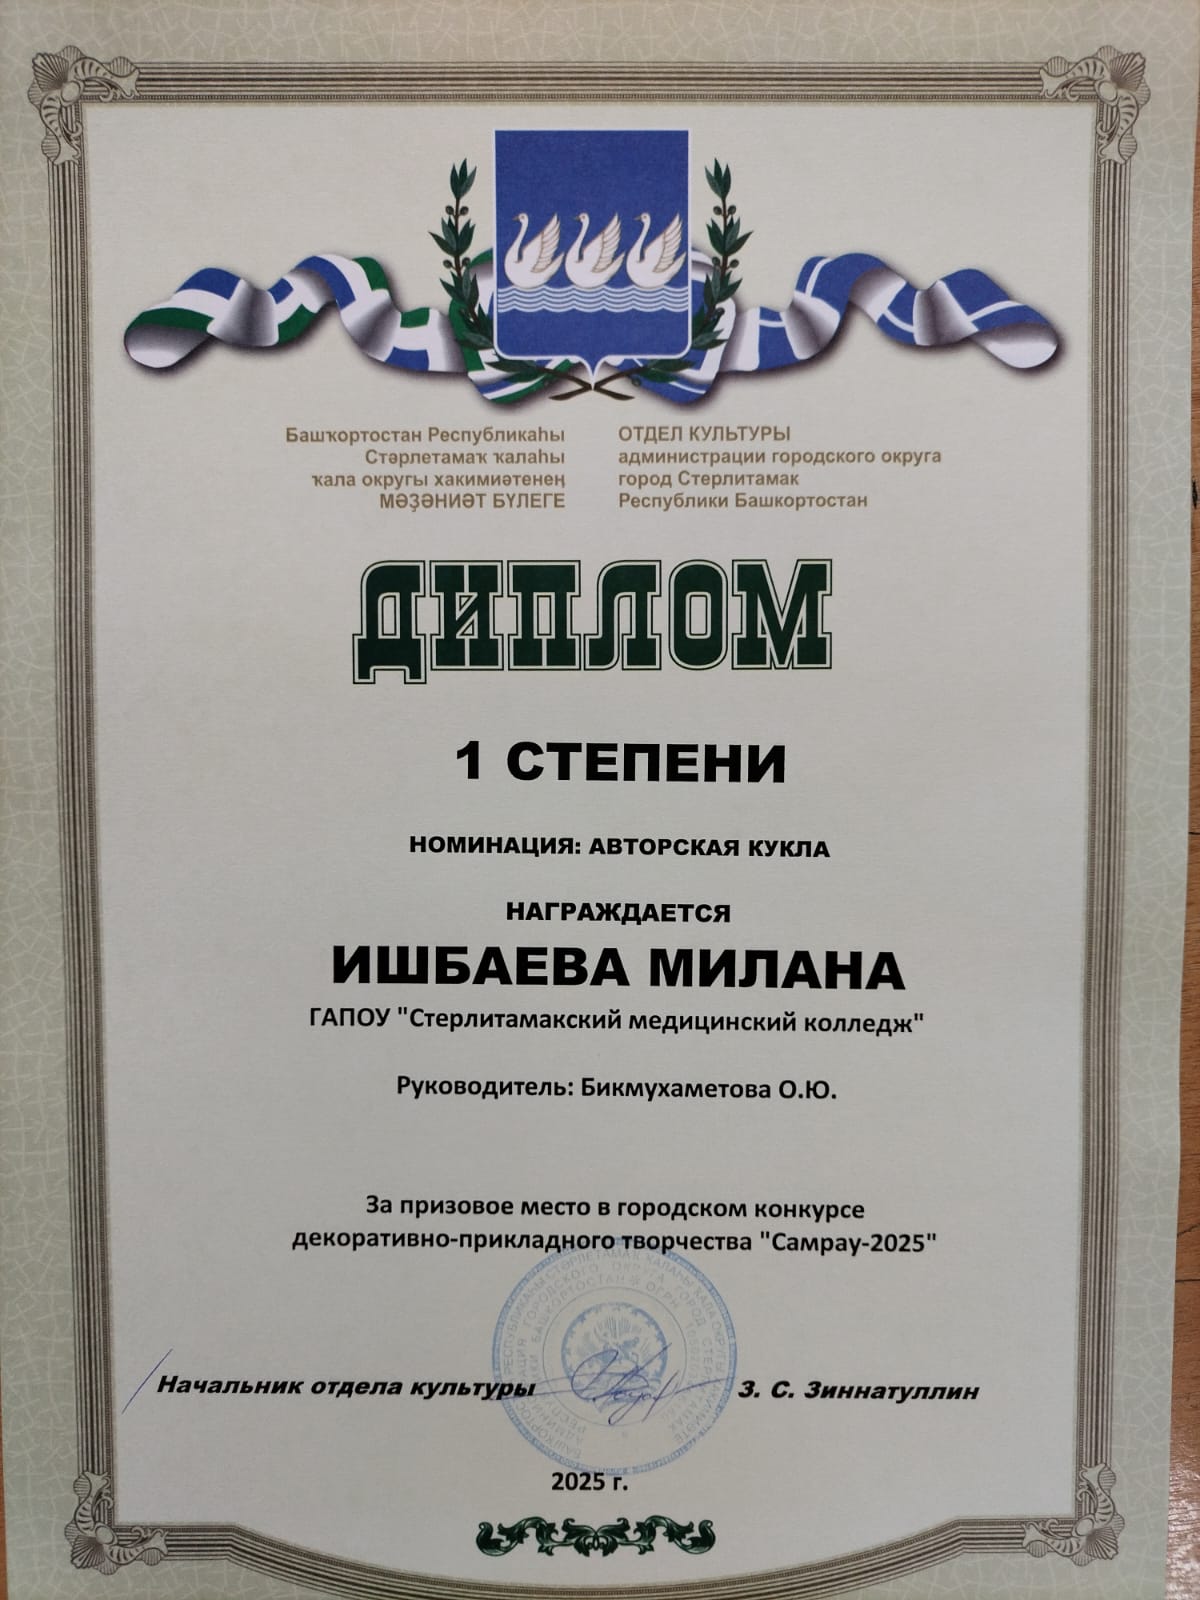 Башҡортостан Республикаһы
Стәрлетамаҡ ҡалаһы
ҡала округы хакимиәтенең
МӘҘӘНИӘТ БҮЛЕГЕ
ОТДЕЛ КУЛЬТУРЫ
администрации городского округа
город Стерлитамак
Республики Башкортостан
ДИПЛОМ
1 СТЕПЕНИ
НОМИНАЦИЯ: АВТОРСКАЯ КУКЛА
НАГРАЖДАЕТСЯ
ИШБАЕВА МИЛАНА
ГАПОУ "Стерлитамакский медицинский колледж"
Руководитель: Бикмухаметова О.Ю.
За призовое место в городском конкурсе
декоративно-прикладного творчества "Самрау-2025"
Начальник отдела культуры
З. С. Зиннатуллин
2025 г.